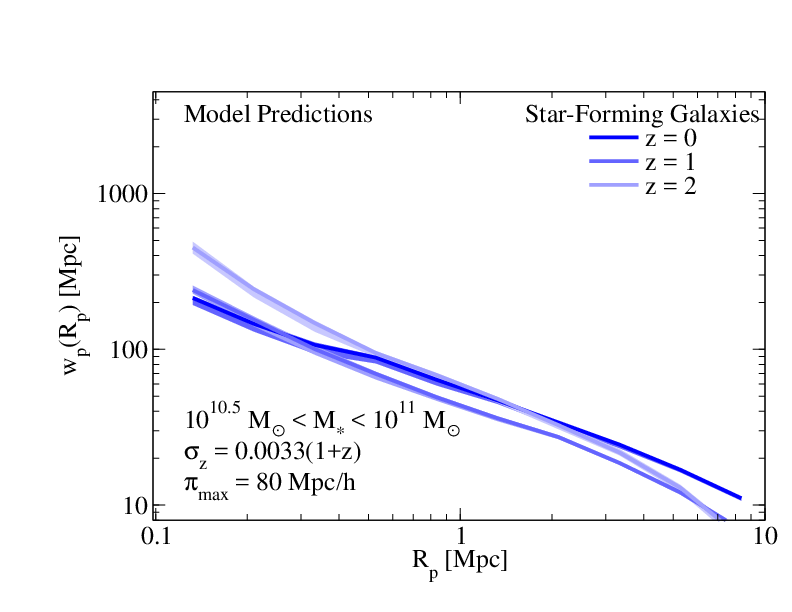 Model Predictions
Star-Forming Galaxies
z = 0
z = 1
z = 2
1000
100
10
w_p(R_p) [Mpc]
10^10.5 M_⊙ < M_* < 10^11 M_⊙
σ_z = 0.0033(1+z)
π_max = 80 Mpc/h
0.1
1
10
R_p [Mpc]